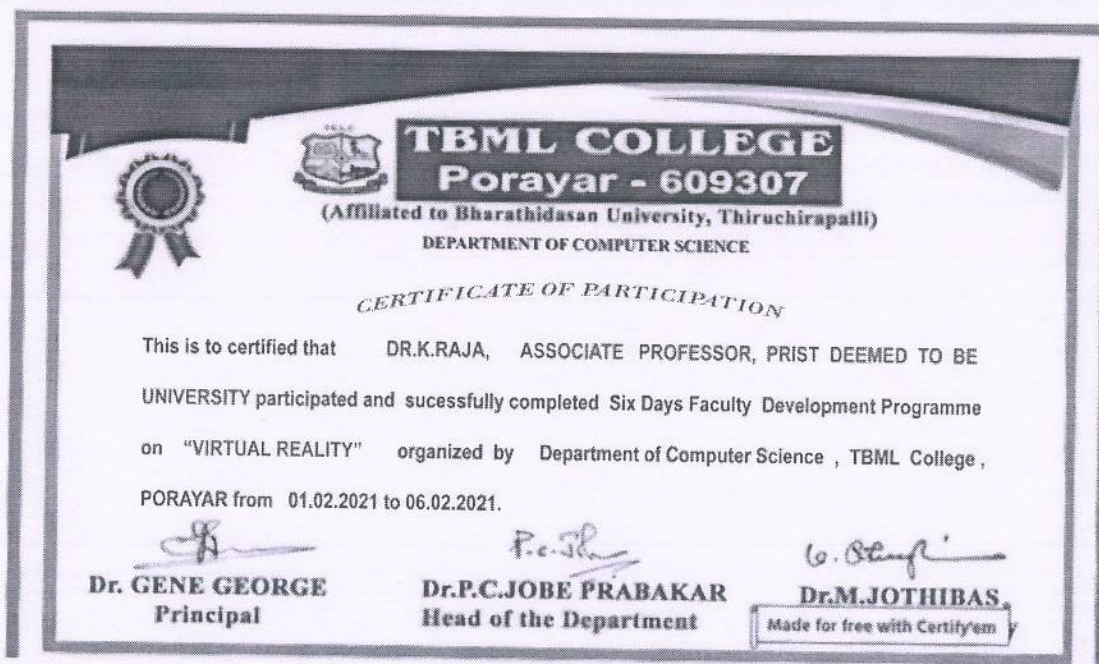 TBML COLLEGE
Porayar - 609307
(Affiliated to Bharathidasan University, Thiruchirapalli)
DEPARTMENT OF COMPUTER SCIENCE
CERTIFICATE OF PARTICIPATION
This is to certified that DR.K.RAJA, ASSOCIATE PROFESSOR, PRIST DEEMED TO BE
UNIVERSITY participated and sucessfully completed Six Days Faculty Development Programme
on "VIRTUAL REALITY" organized by Department of Computer Science , TBML College ,
PORAYAR from 01.02.2021 to 06.02.2021.
Dr. GENE GEORGE
Principal
Dr.P.C.JOBE PRABAKAR
Head of the Department
Dr.M.JOTHIBAS
Made for free with Certify'em